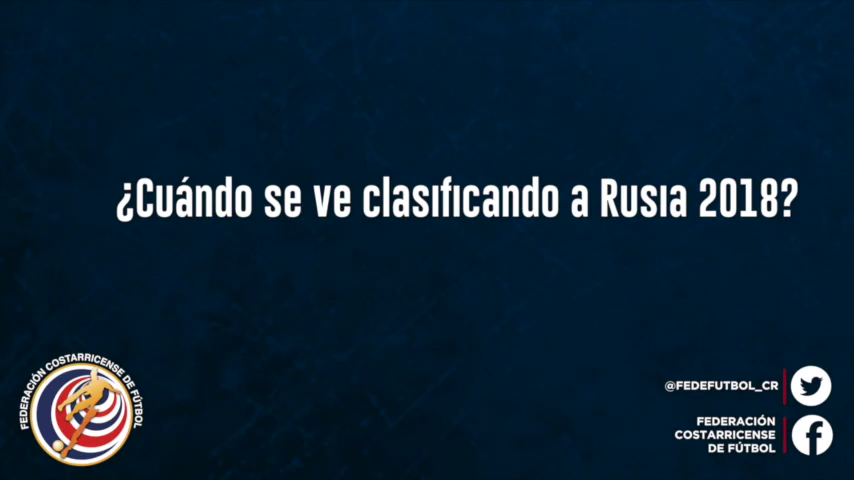 ¿Cuándo se ve clasificando a Rusia 2018?
FEDERACIÓN COSTARRICENSE DE FÚTBOL
@FEDEFUTBOL_CR
FEDERACIÓN
COSTARRICENSE
DE FÚTBOL